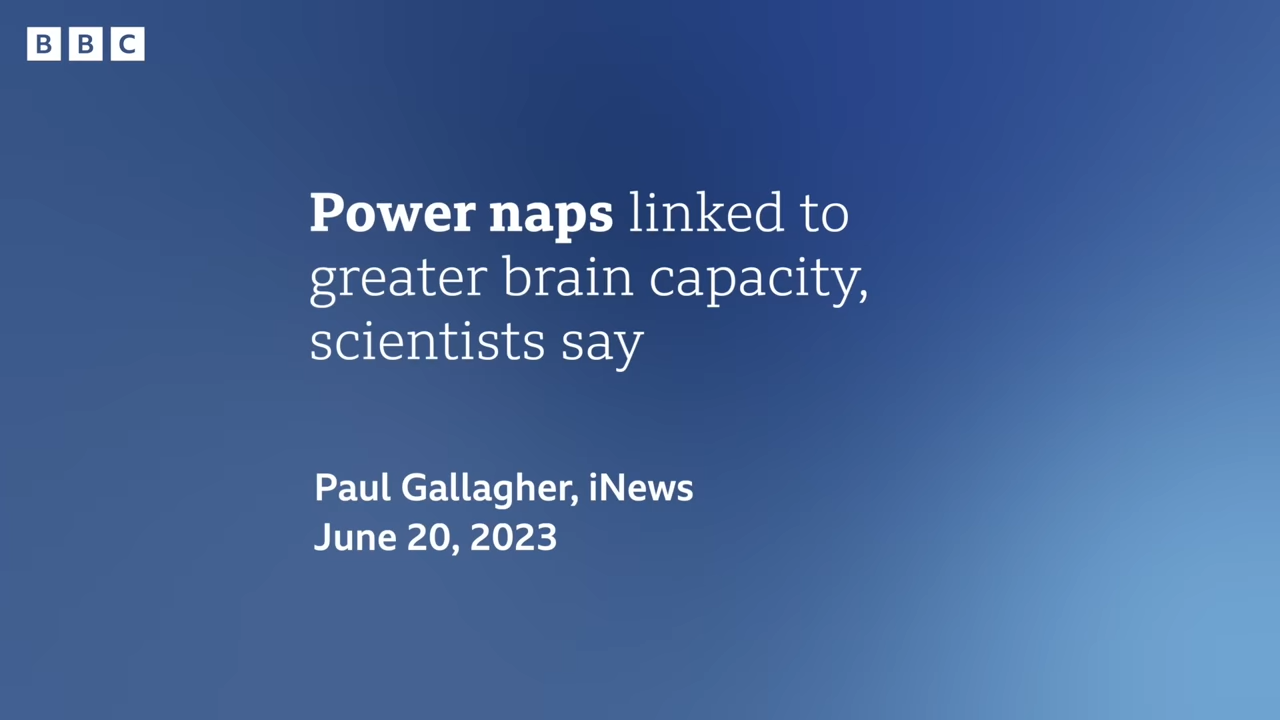 BBC
Power naps linked to
greater brain capacity,
scientists say
Paul Gallagher, iNews
June 20, 2023